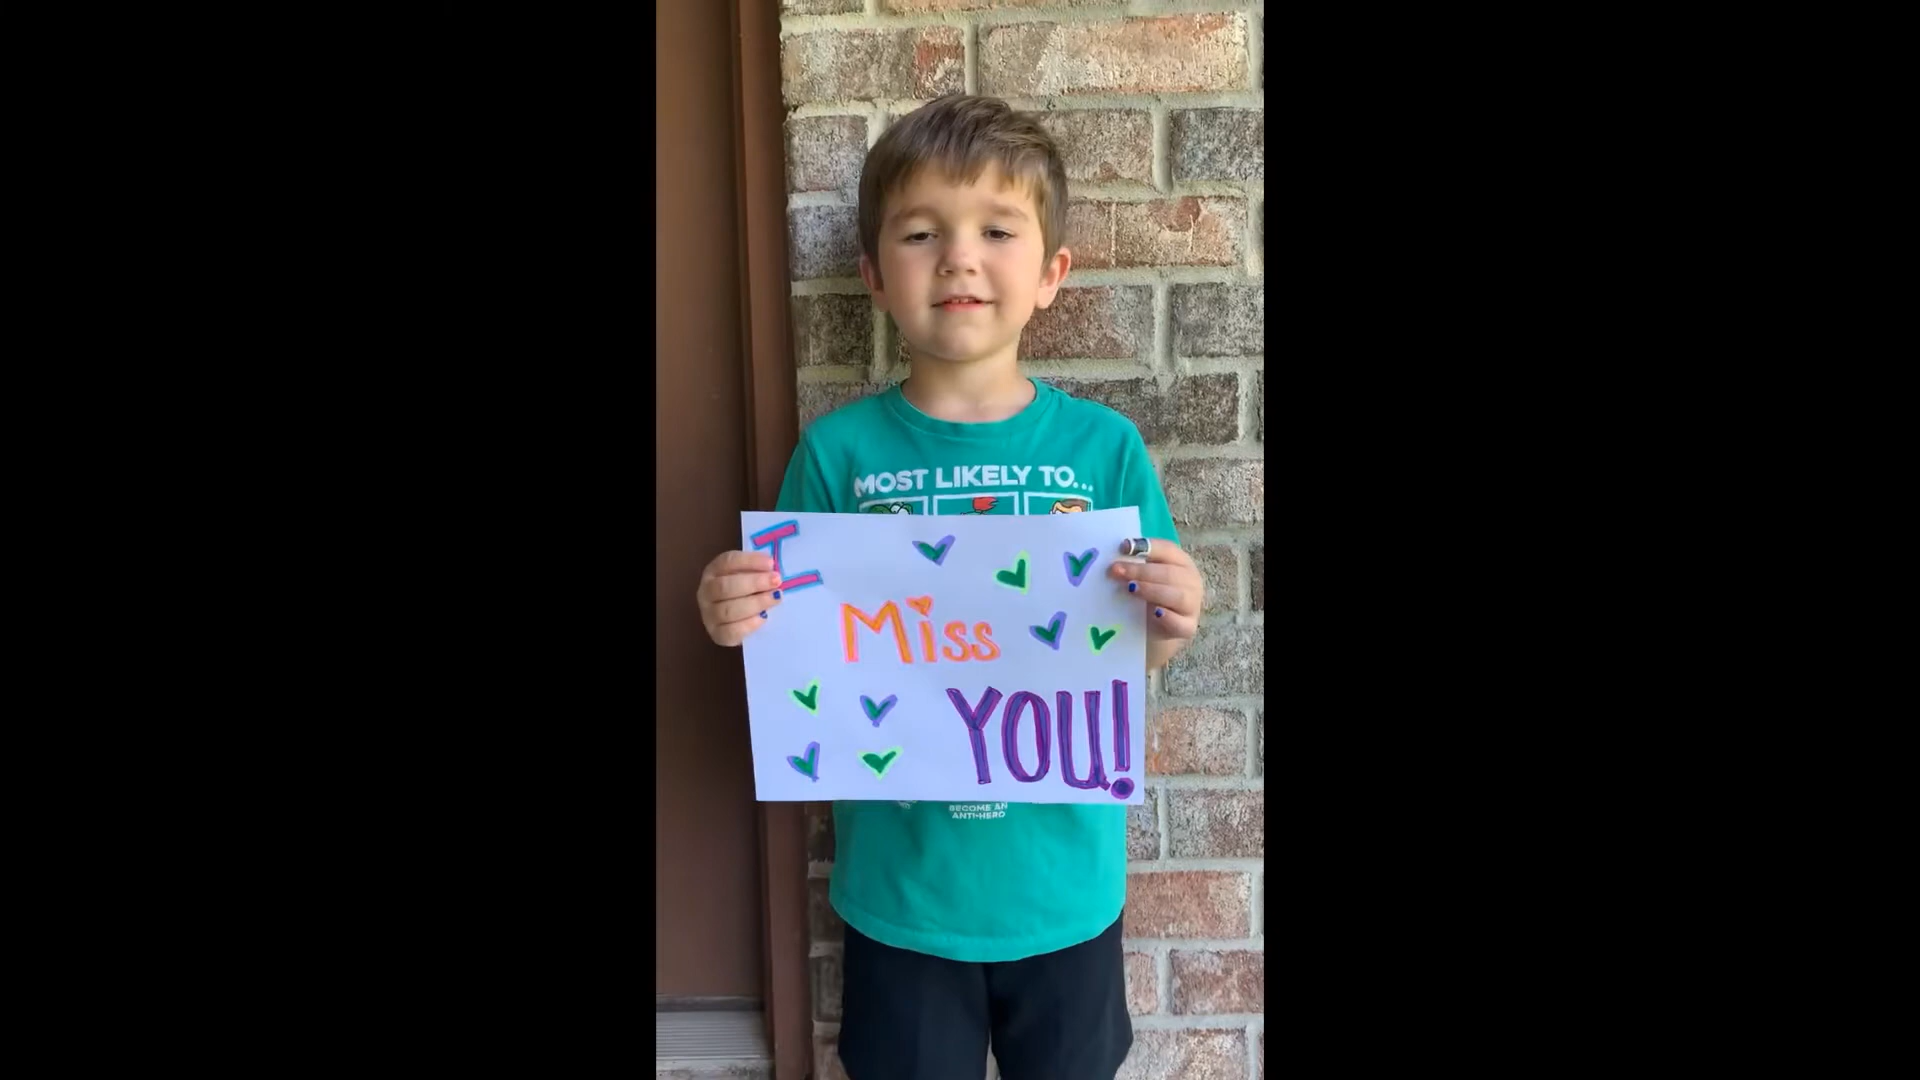 MOST LIKELY TO...
I
Miss
YOU!
BECOME AN
ANTI-HERO